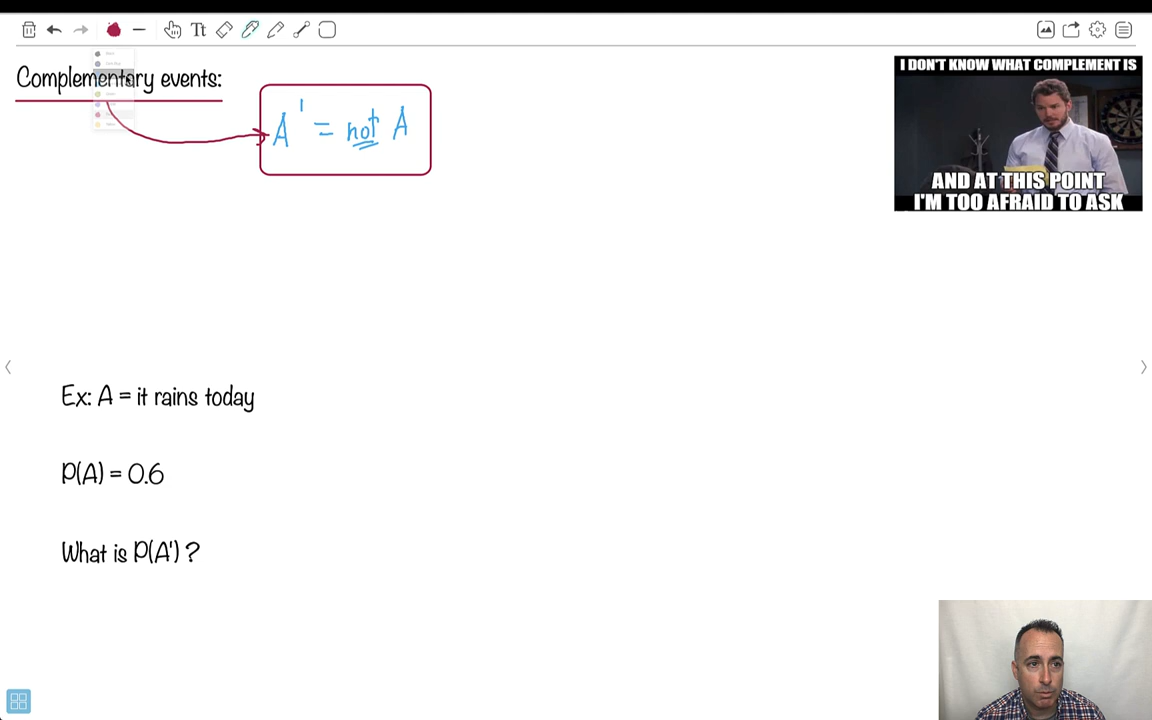 Tt
Complementary events:
A' = not A
I DON'T KNOW WHAT COMPLEMENT IS
AND AT THIS POINT
I'M TOO AFRAID TO ASK
Ex: A = it rains today
P(A) = 0.6
What is P(A') ?